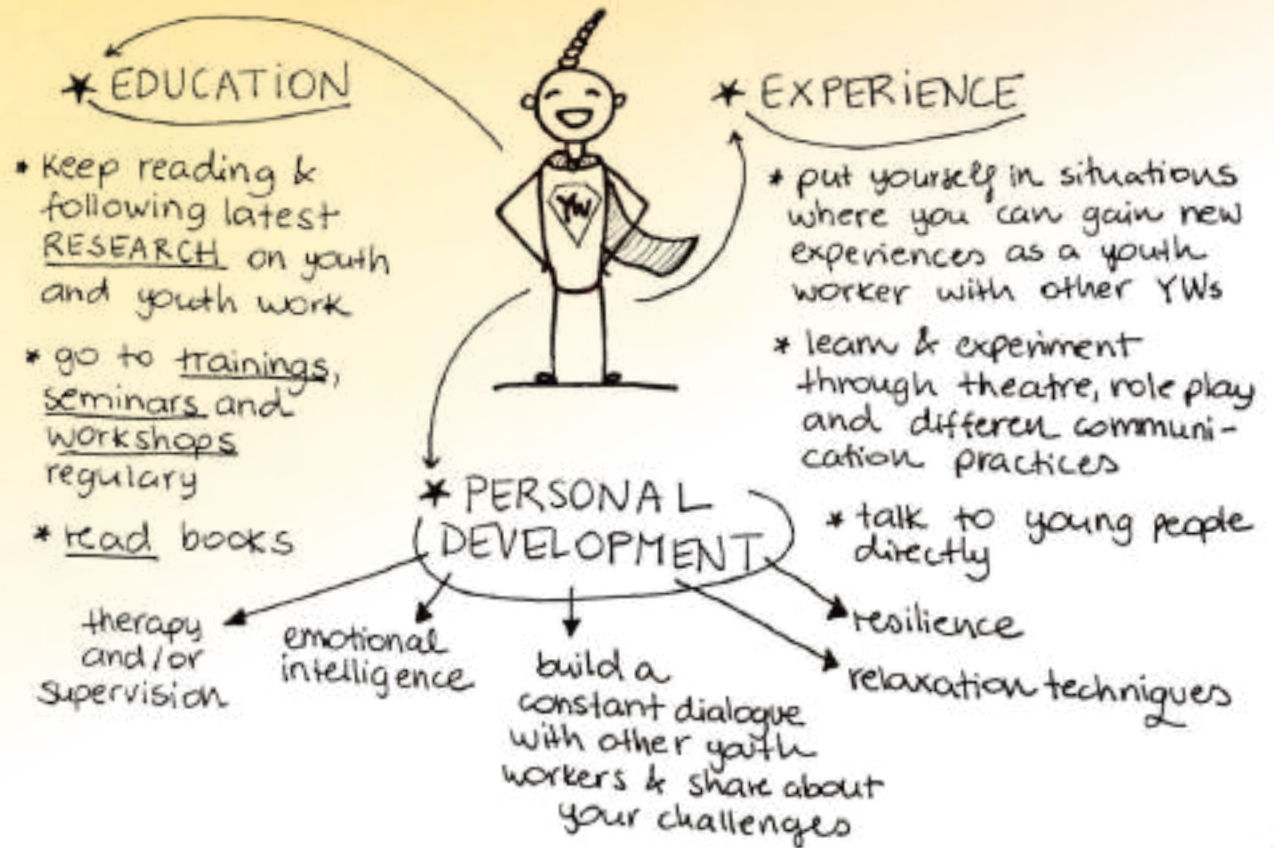 ★ EDUCATION
* Keep reading &
following latest
RESEARCH on youth
and youth work
* go to trainings,
seminars and
workshops
regulary
* read books
YW
★ EXPERIENCE
* put yourself in situations
where you can gain new
experiences as a youth
worker with other YWs
* learn & experiment
through theatre, role play
and differen communi-
cation practices
* talk to young people
directly
★ PERSONAL
DEVELOPMENT
therapy
and/or
supervision
emotional
intelligence
build a
constant dialogue
with other youth
workers & share about
your challenges
resilience
relaxation techniques